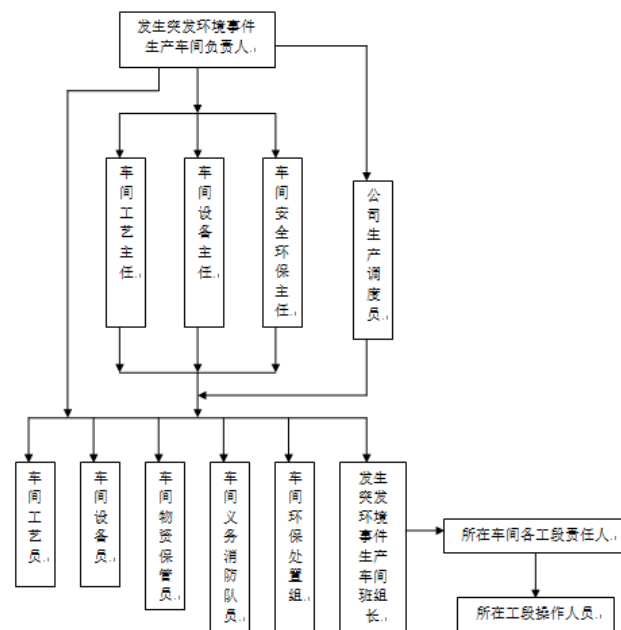 发生突发环境事件
生产车间负责人
车间工艺主任
车间设备主任
车间安全环保主任
公司生产调度员
车间工艺员
车间设备员
车间物资保管员
车间义务消防队员
车间环保处置组
发生
突发
环境
事件
生产
车间
班组
长
所在车间各工段责任人
所在工段操作人员